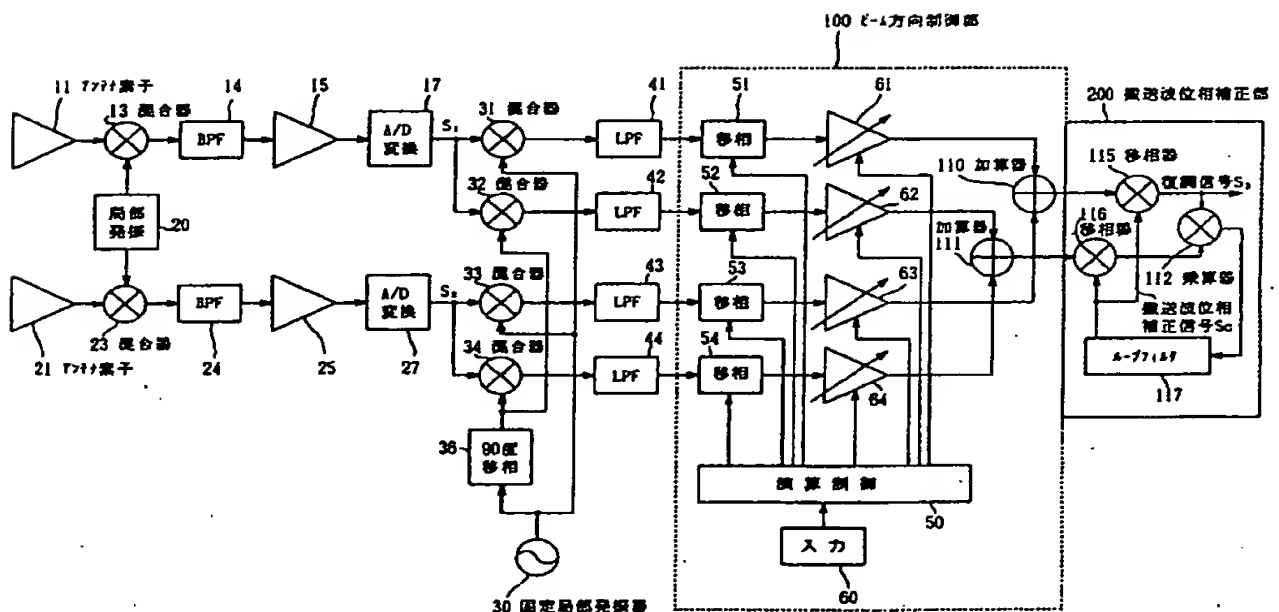 100 ビーム方向制御部
11 アンテナ素子
13 混合器
14
BPF
15
17
A/D
変換
S₁
31 混合器
41
LPF
51
移相
61
200 搬送波位相補正部
110 加算器
115 移相器
復調信号S₃
32 混合器
42
LPF
52
移相
62
加算器
111
116
移相器
112 乗算器
局部
発振
20
搬送波位相
補正信号Sc
33 混合器
43
LPF
53
移相
63
21 アンテナ素子
23 混合器
BPF
24
25
A/D
変換
27
S₂
34 混合器
44
LPF
54
移相
64
ループフィルタ
117
36
90度
移相
演算制御
50
入力
60
30 固定局部発振器